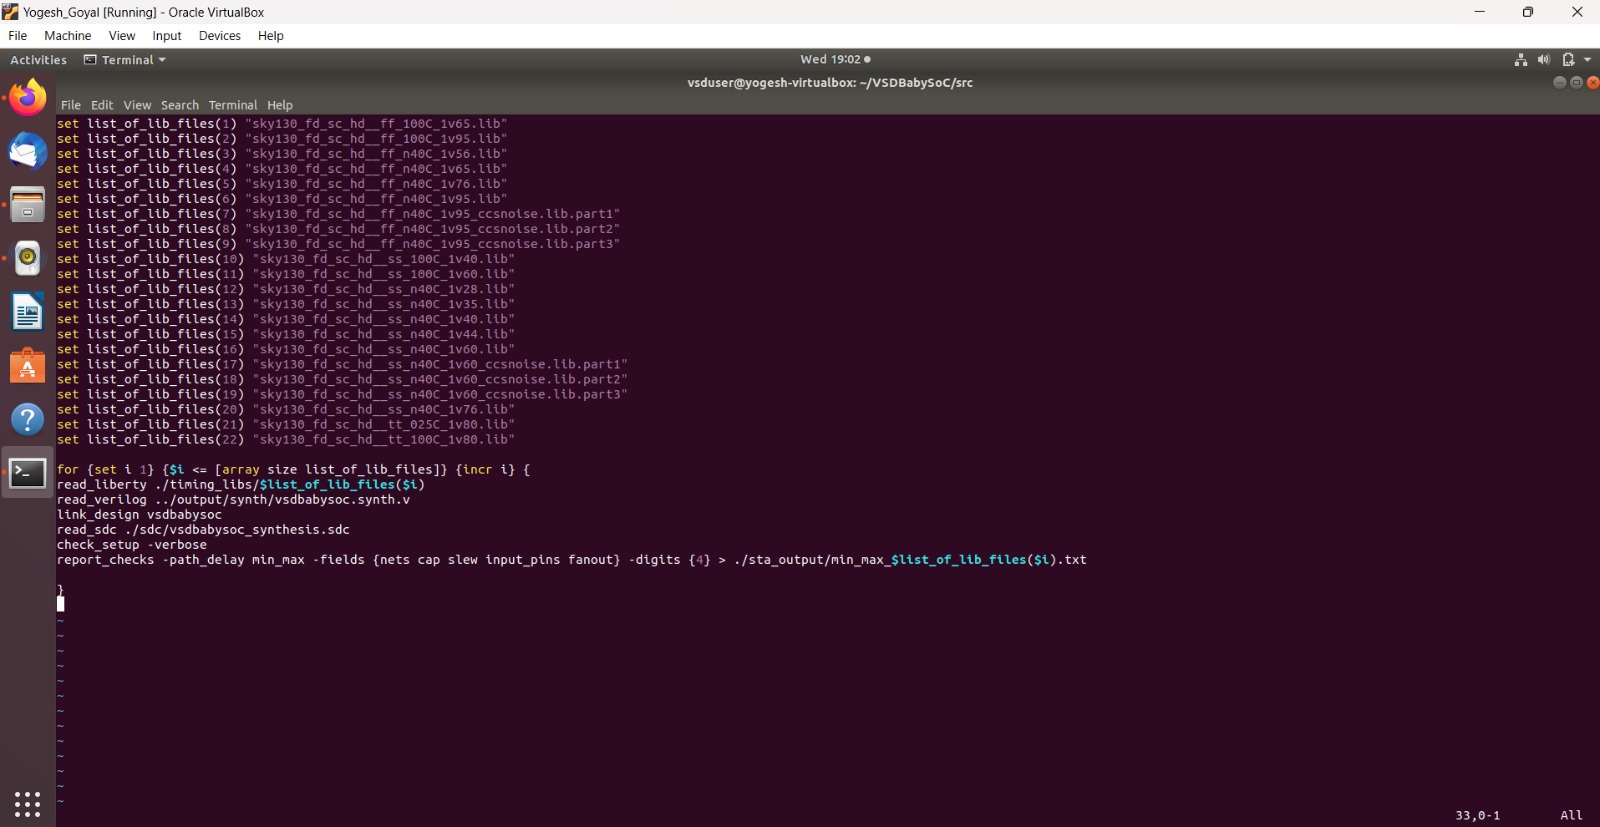 Yogesh_Goyal [Running] - Oracle VirtualBox
File Machine View Input Devices Help
Activities Terminal Wed 19:02
vsduser@yogesh-virtualbox: ~/VSDBabySoC/src
File Edit View Search Terminal Help
set list_of_lib_files(1) "sky130_fd_sc_hd__ff_100C_1v65.lib"
set list_of_lib_files(2) "sky130_fd_sc_hd__ff_100C_1v95.lib"
set list_of_lib_files(3) "sky130_fd_sc_hd__ff_n40C_1v56.lib"
set list_of_lib_files(4) "sky130_fd_sc_hd__ff_n40C_1v65.lib"
set list_of_lib_files(5) "sky130_fd_sc_hd__ff_n40C_1v76.lib"
set list_of_lib_files(6) "sky130_fd_sc_hd__ff_n40C_1v95.lib"
set list_of_lib_files(7) "sky130_fd_sc_hd__ff_n40C_1v95_ccsnoise.lib.part1"
set list_of_lib_files(8) "sky130_fd_sc_hd__ff_n40C_1v95_ccsnoise.lib.part2"
set list_of_lib_files(9) "sky130_fd_sc_hd__ff_n40C_1v95_ccsnoise.lib.part3"
set list_of_lib_files(10) "sky130_fd_sc_hd__ss_100C_1v40.lib"
set list_of_lib_files(11) "sky130_fd_sc_hd__ss_100C_1v60.lib"
set list_of_lib_files(12) "sky130_fd_sc_hd__ss_n40C_1v28.lib"
set list_of_lib_files(13) "sky130_fd_sc_hd__ss_n40C_1v35.lib"
set list_of_lib_files(14) "sky130_fd_sc_hd__ss_n40C_1v40.lib"
set list_of_lib_files(15) "sky130_fd_sc_hd__ss_n40C_1v44.lib"
set list_of_lib_files(16) "sky130_fd_sc_hd__ss_n40C_1v60.lib"
set list_of_lib_files(17) "sky130_fd_sc_hd__ss_n40C_1v60_ccsnoise.lib.part1"
set list_of_lib_files(18) "sky130_fd_sc_hd__ss_n40C_1v60_ccsnoise.lib.part2"
set list_of_lib_files(19) "sky130_fd_sc_hd__ss_n40C_1v60_ccsnoise.lib.part3"
set list_of_lib_files(20) "sky130_fd_sc_hd__ss_n40C_1v76.lib"
set list_of_lib_files(21) "sky130_fd_sc_hd__tt_025C_1v80.lib"
set list_of_lib_files(22) "sky130_fd_sc_hd__tt_100C_1v80.lib"
for {set i 1} {$i <= [array size list_of_lib_files]} {incr i} {
read_liberty ./timing_libs/$list_of_lib_files($i)
read_verilog ../output/synth/vsdbabysoc.synth.v
link_design vsdbabysoc
read_sdc ./sdc/vsdbabysoc_synthesis.sdc
check_setup -verbose
report_checks -path_delay min_max -fields {nets cap slew input_pins fanout} -digits {4} > ./sta_output/min_max_$list_of_lib_files($i).txt
}
~
~
~
~
~
~
~
~
~
~
~
~
~
33,0-1 All